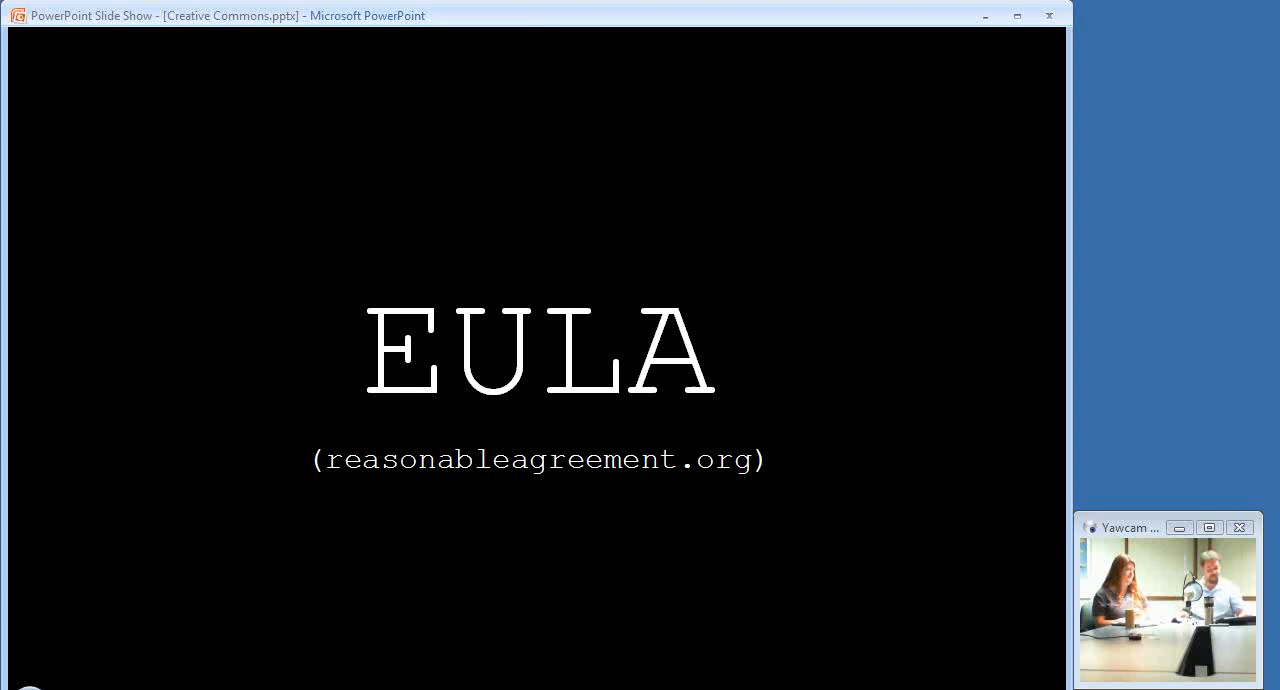 PowerPoint Slide Show - [Creative Commons.pptx] - Microsoft PowerPoint
EULA
(reasonableagreement.org)
Yawcam ...